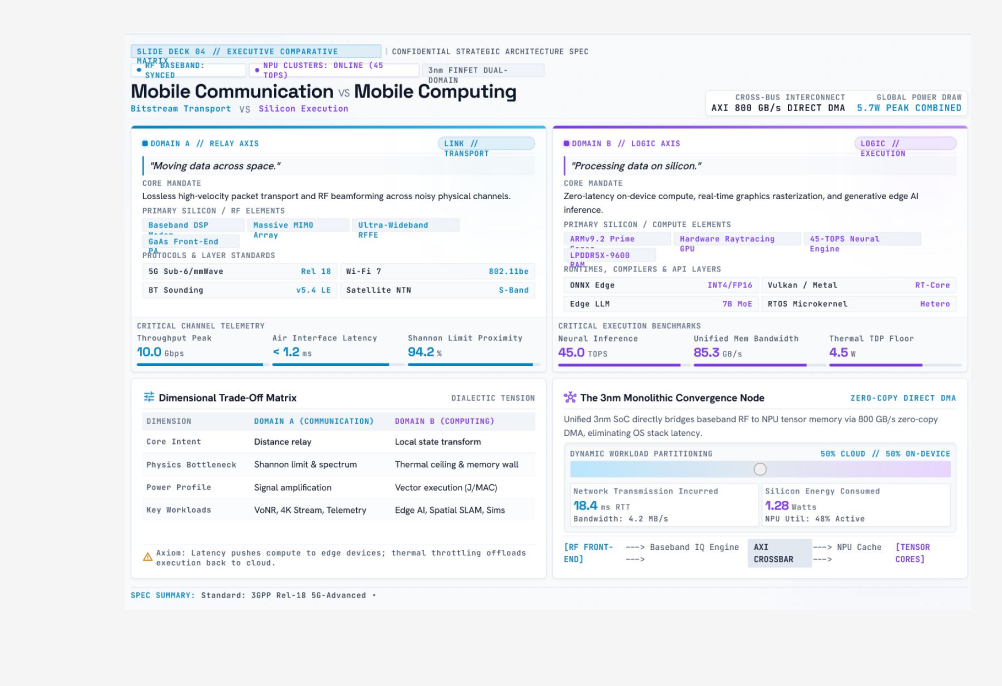 SLIDE DECK 04 // EXECUTIVE COMPARATIVE MATRIX
| CONFIDENTIAL STRATEGIC ARCHITECTURE SPEC
• RF BASEBAND: SYNCED
• NPU CLUSTERS: ONLINE (45 TOPS)
3nm FINFET DUAL-DOMAIN
Mobile Communication VS Mobile Computing
Bitstream Transport VS Silicon Execution
CROSS-BUS INTERCONNECT
AXI 800 GB/s DIRECT DMA
GLOBAL POWER DRAW
5.7W PEAK COMBINED
DOMAIN A // RELAY AXIS
LINK // TRANSPORT
"Moving data across space."
CORE MANDATE
Lossless high-velocity packet transport and RF beamforming across noisy physical channels.
PRIMARY SILICON / RF ELEMENTS
Baseband DSP Modem
Massive MIMO Array
Ultra-Wideband RFFE
GaAs Front-End PA
PROTOCOLS & LAYER STANDARDS
5G Sub-6/mmWave Rel 18
Wi-Fi 7 802.11be
BT Sounding v5.4 LE
Satellite NTN S-Band
CRITICAL CHANNEL TELEMETRY
Throughput Peak
10.0 Gbps
Air Interface Latency
< 1.2 ms
Shannon Limit Proximity
94.2 %
DOMAIN B // LOGIC AXIS
LOGIC // EXECUTION
"Processing data on silicon."
CORE MANDATE
Low-latency on-device compute, real-time graphics rasterization, and generative edge AI
inference.
PRIMARY SILICON / COMPUTE ELEMENTS
ARMv9.2 Prime Cores
Hardware Raytracing GPU
45-TOPS Neural Engine
LPDDR5X-9600 RAM
RUNTIMES, COMPILERS & API LAYERS
ONNX Edge INT4/FP16
Vulkan / Metal RT-Core
Edge LLM 7B MoE
RTOS Microkernel Hetero
CRITICAL EXECUTION BENCHMARKS
Neural Inference
45.0 TOPS
Unified Mem Bandwidth
85.3 GB/s
Thermal TDP Floor
4.5 W
Dimensional Trade-Off Matrix
DIALECTIC TENSION
DIMENSION DOMAIN A (COMMUNICATION) DOMAIN B (COMPUTING)
Core Intent Distance relay Local state transform
Physics Bottleneck Shannon limit & spectrum Thermal ceiling & memory wall
Power Profile Signal amplification Vector execution (J/MAC)
Key Workloads VoNR, 4K Stream, Telemetry Edge AI, Spatial SLAM, Sims
Axiom: Latency pushes compute to edge devices; thermal throttling offloads
execution back to cloud.
The 3nm Monolithic Convergence Node
ZERO-COPY DIRECT DMA
Unified 3nm SoC directly bridges baseband RF to NPU tensor memory via 800 GB/s zero-copy
DMA, eliminating OS stack latency.
DYNAMIC WORKLOAD PARTITIONING
50% CLOUD // 50% ON-DEVICE
Network Transmission Incurred
18.4 ms RTT
Bandwidth: 4.2 MB/s
Silicon Energy Consumed
1.28 Watts
NPU Util: 48% Active
[RF FRONT-END]
---> Baseband IQ Engine --->
AXI CROSSBAR
---> NPU Cache --->
[TENSOR CORES]
SPEC SUMMARY: Standard: 3GPP Rel-18 5G-Advanced •